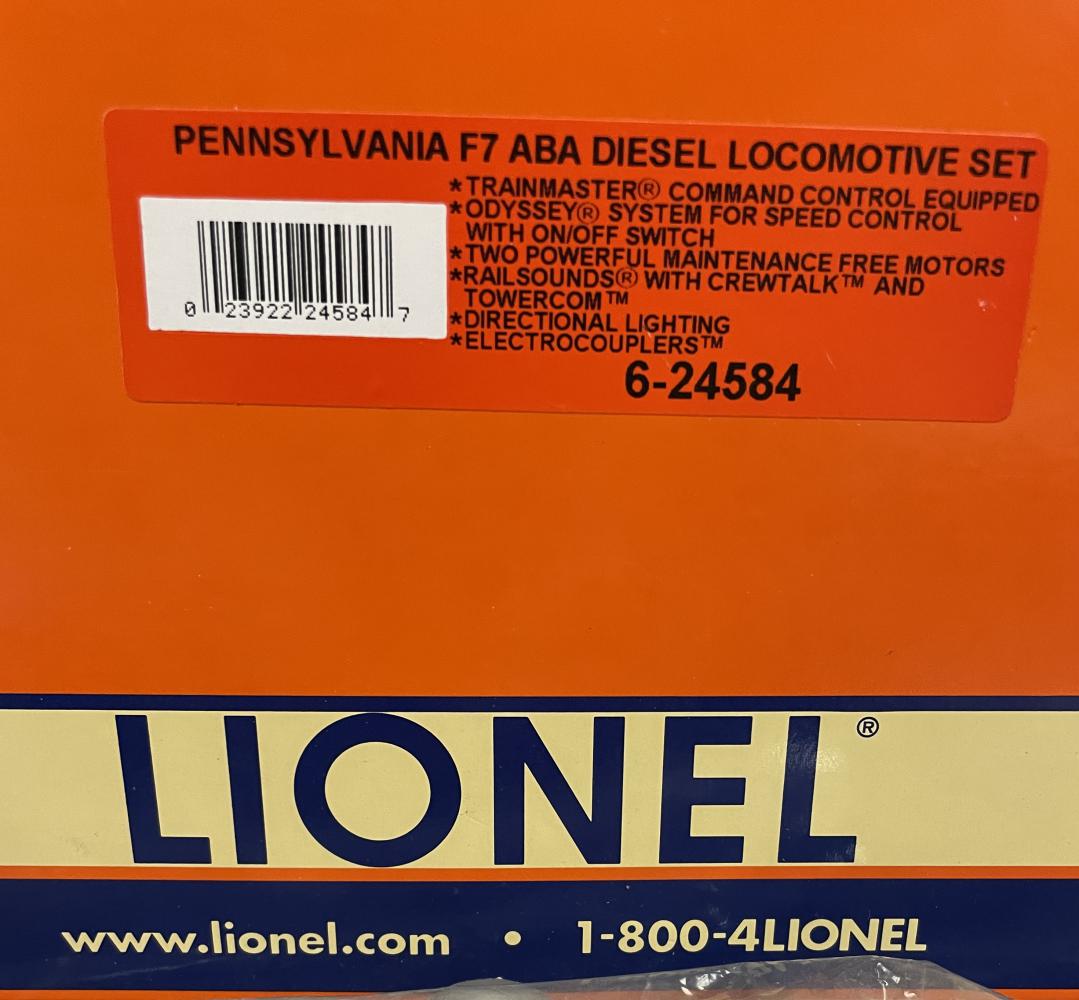 PENNSYLVANIA F7 ABA DIESEL LOCOMOTIVE SET
*TRAINMASTER® COMMAND CONTROL EQUIPPED
*ODYSSEY® SYSTEM FOR SPEED CONTROL
WITH ON/OFF SWITCH
*TWO POWERFUL MAINTENANCE FREE MOTORS
*RAILSOUNDS® WITH CREWTALK™ AND
TOWERCOM™
*DIRECTIONAL LIGHTING
*ELECTROCOUPLERS™
0 23922 24584 7
6-24584
LIONEL®
www.lionel.com • 1-800-4LIONEL